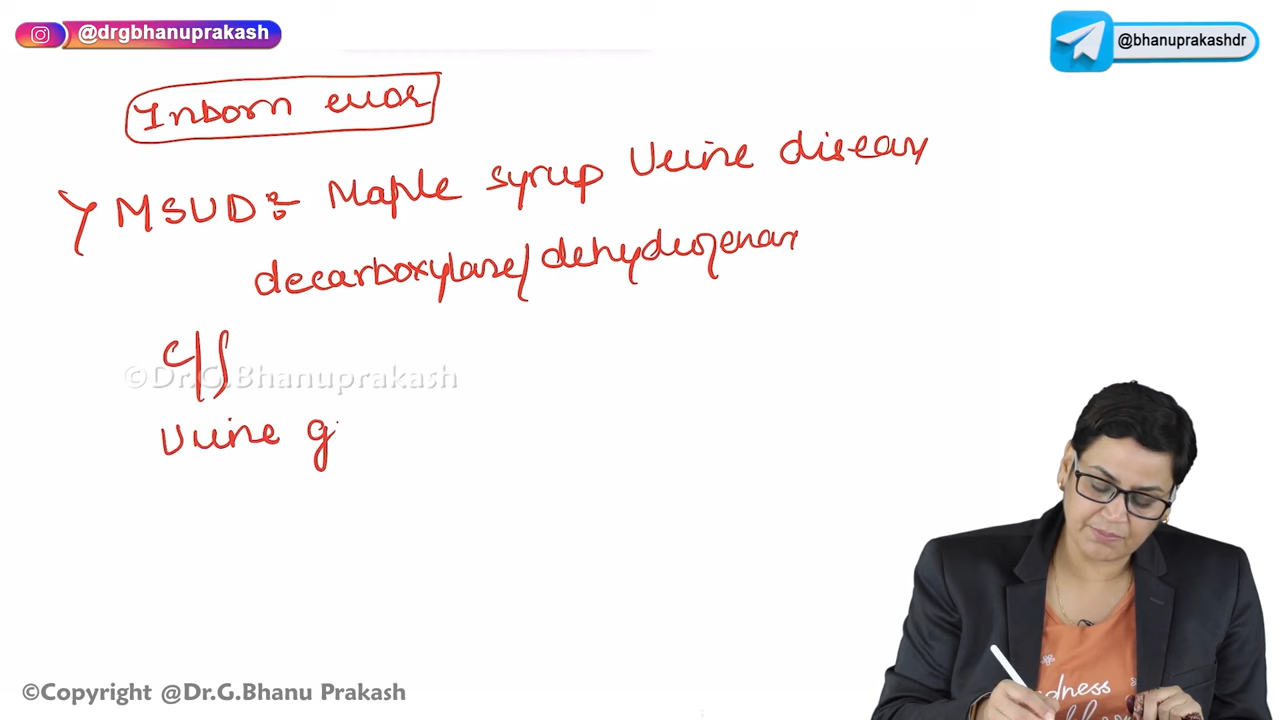 @drgbhanuprakash
@bhanuprakashdr
Inborn error
MSUD:- Maple syrup Urine disease
decarboxylase/dehydrogenase
C/F
©Dr.G.Bhanuprakash
Urine g
©Copyright @Dr.G.Bhanu Prakash